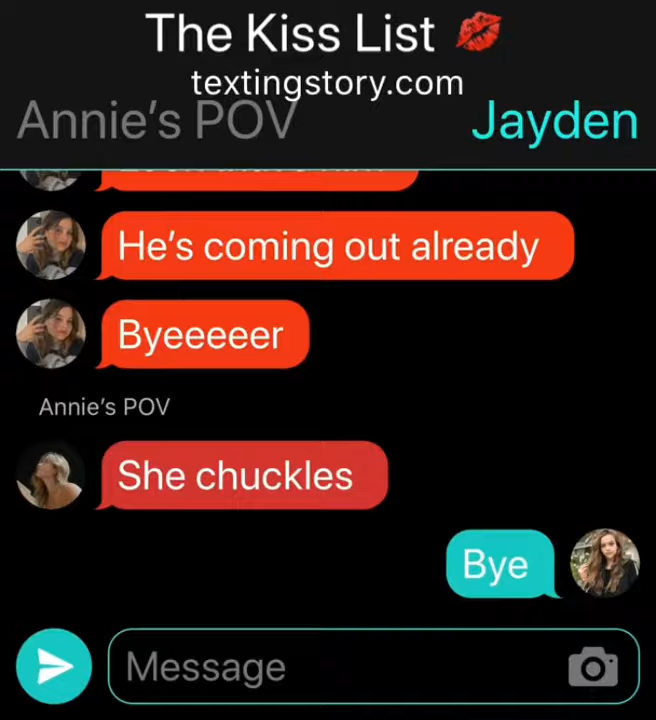 The Kiss List 💋
textingstory.com
Annie's POV Jayden
He's coming out already
Byeeeeer
Annie's POV
She chuckles
Bye
Message